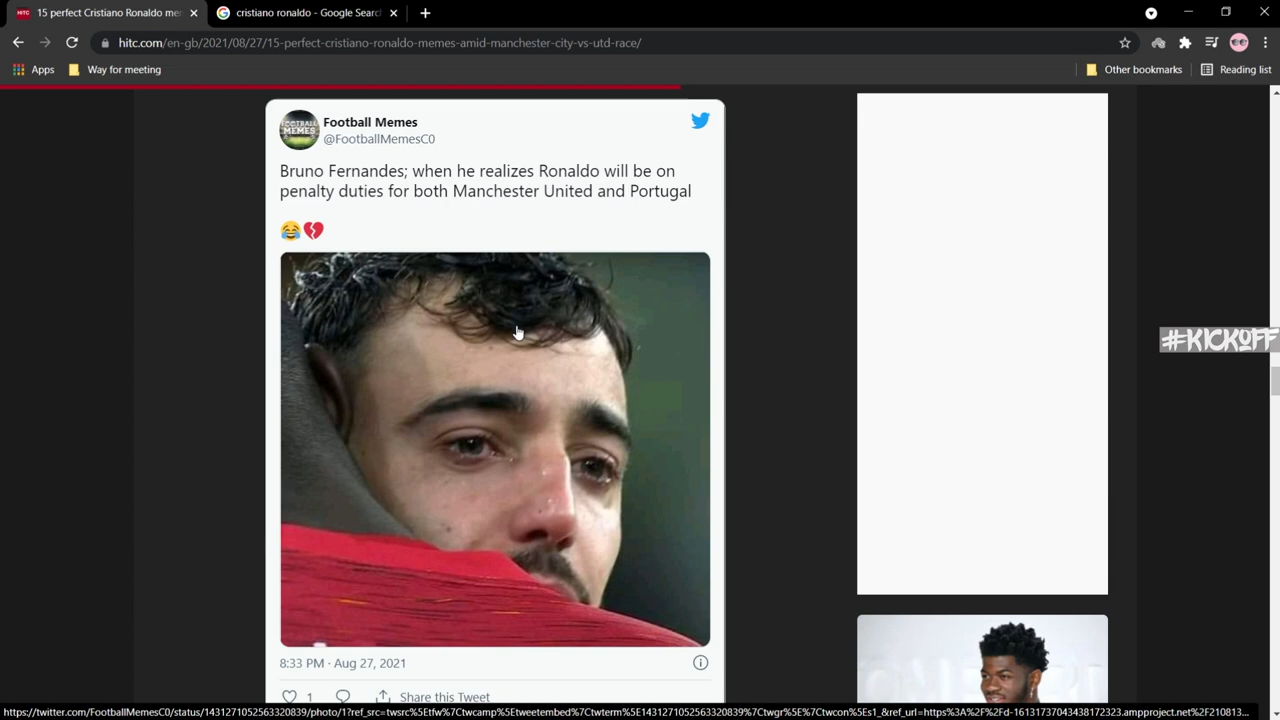 15 perfect Cristiano Ronaldo me
cristiano ronaldo - Google Searc
hitc.com/en-gb/2021/08/27/15-perfect-cristiano-ronaldo-memes-amid-manchester-city-vs-utd-race/
Apps
Way for meeting
Other bookmarks
Reading list
FOOTBALL
MEMES
Football Memes
@FootballMemesC0
Bruno Fernandes; when he realizes Ronaldo will be on
penalty duties for both Manchester United and Portugal
😂💔
#KICKOFF
8:33 PM · Aug 27, 2021
1
Share this Tweet
https://twitter.com/FootballMemesC0/status/1431271052563320839/photo/1?ref_src=twsrc%5Etfw%7Ctwcamp%5Etweetembed%7Ctwterm%5E1431271052563320839%7Ctwgr%5E%7Ctwcon%5Es1_&ref_url=https%3A%2F%2Fd-16131737043438172323.ampproject.net%2F210813...